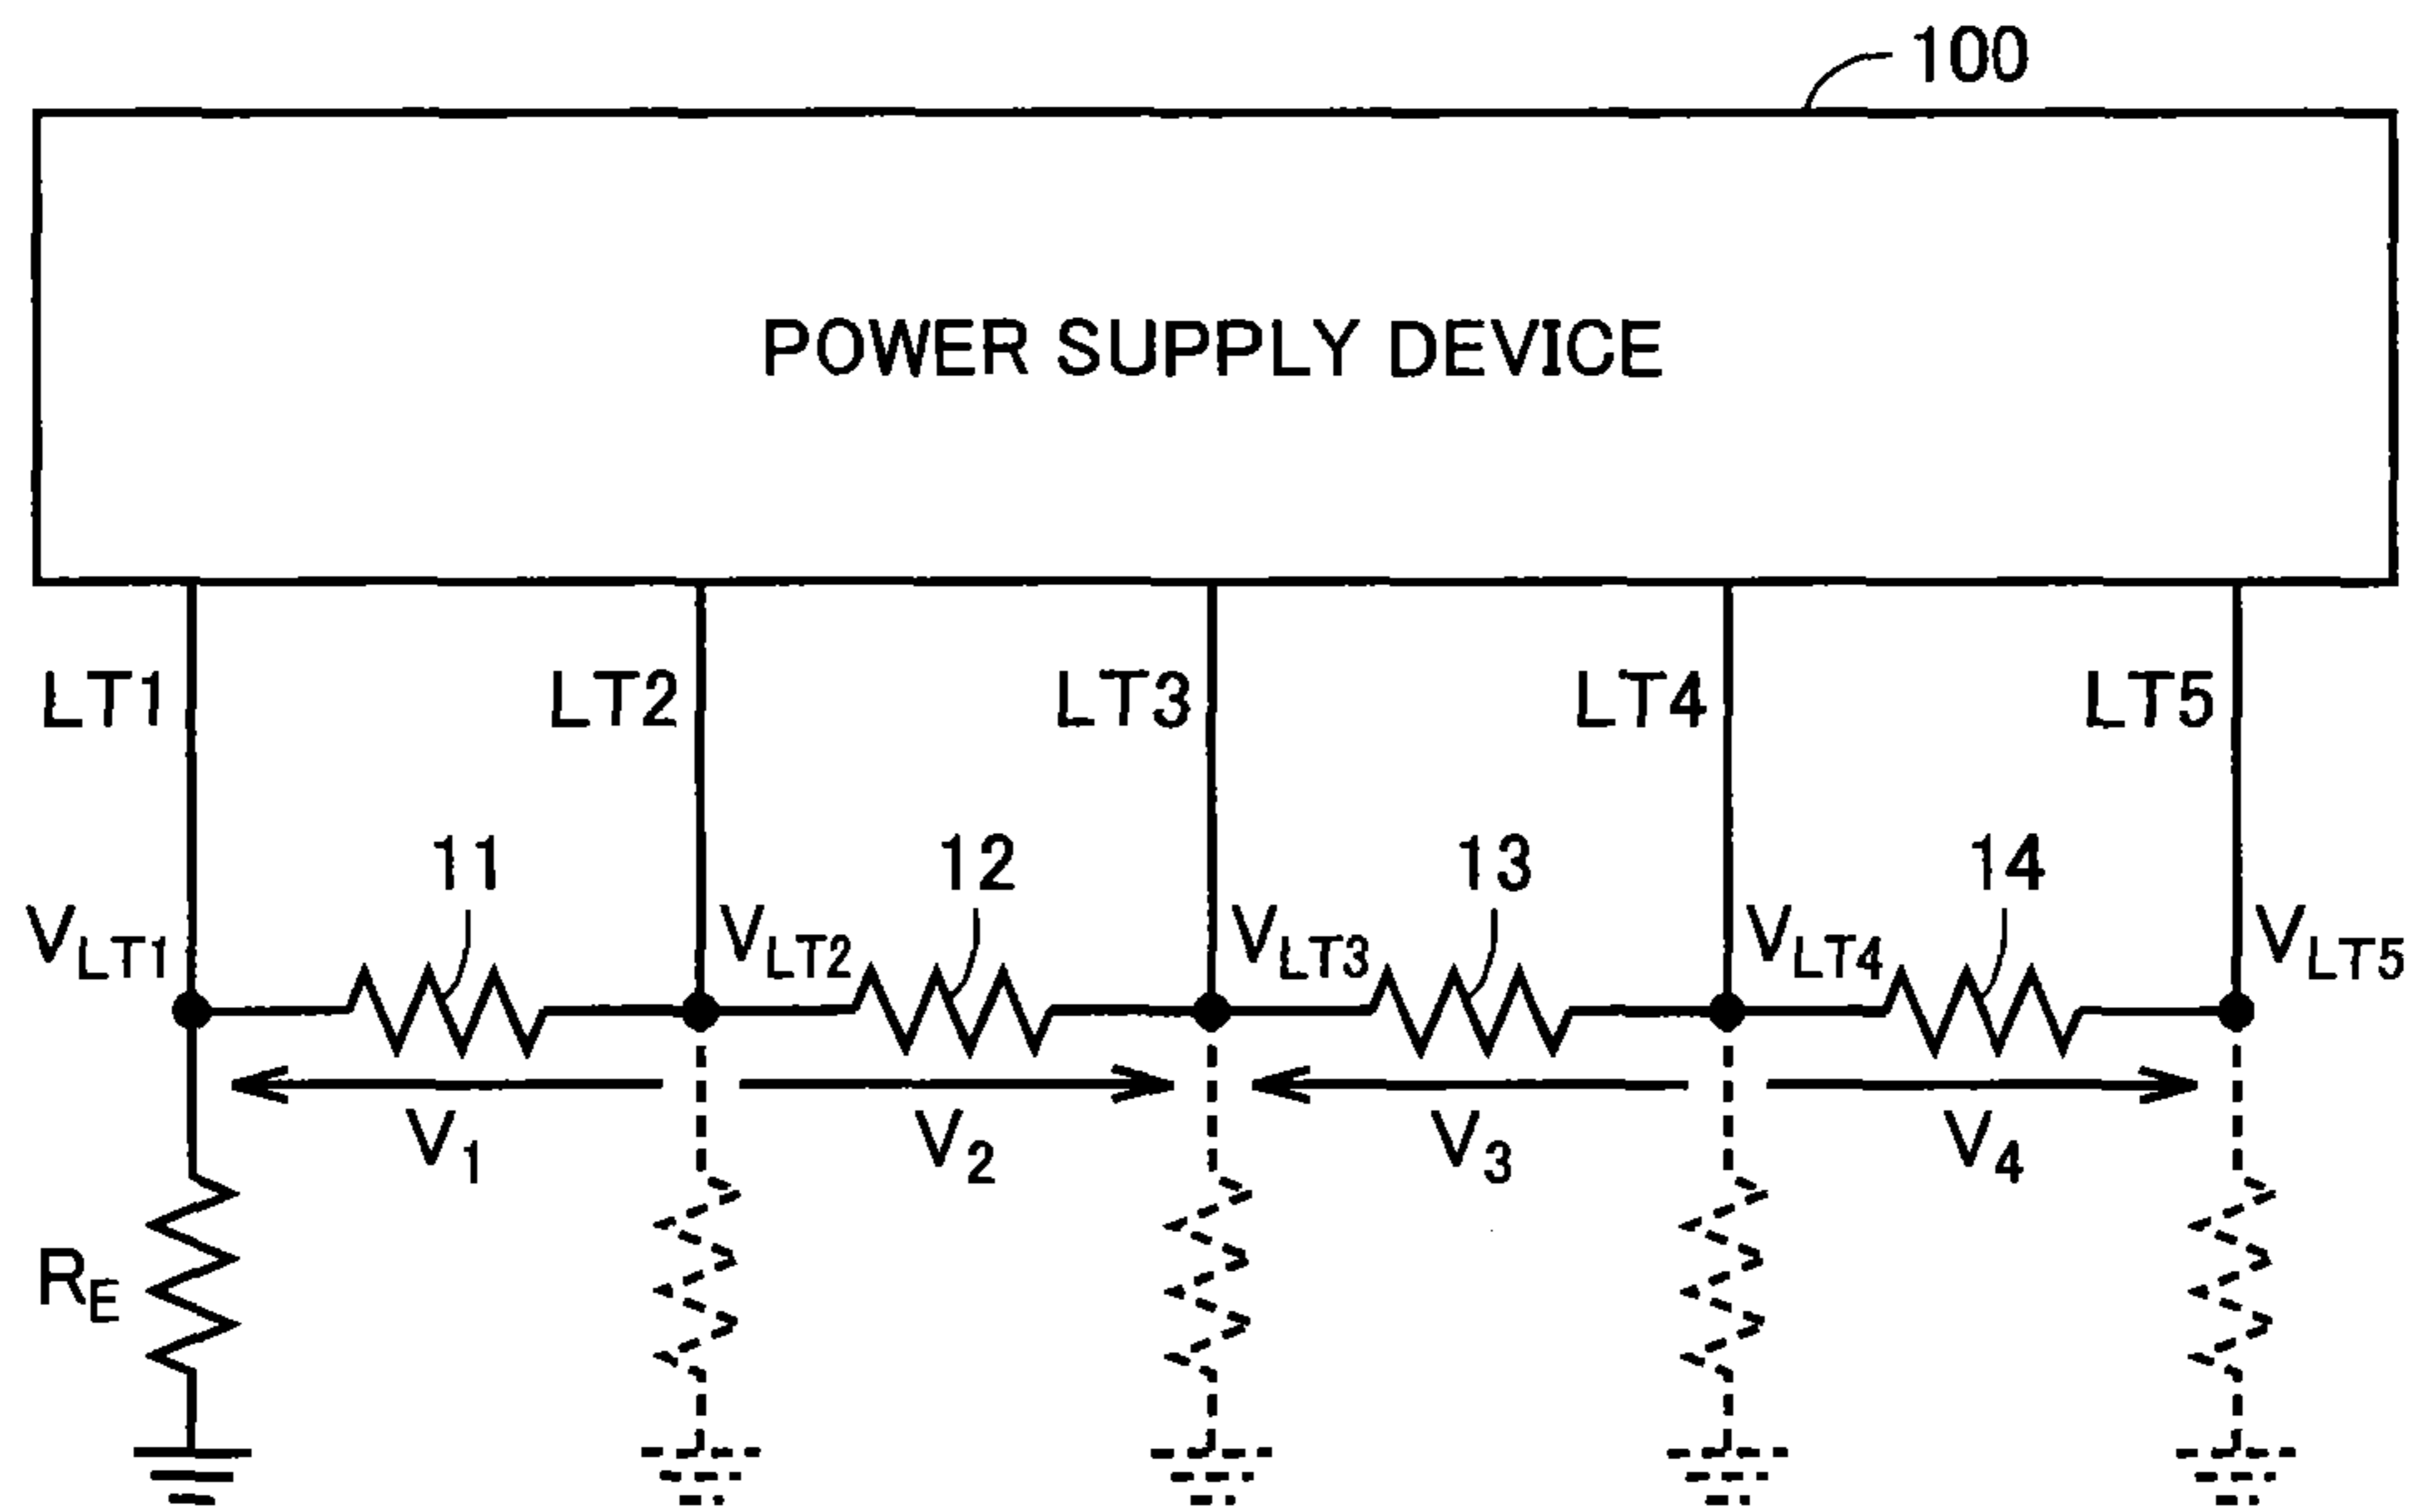 100
POWER SUPPLY DEVICE
LT1 LT2 LT3 LT4 LT5
11 12 13 14
VLT1 VLT2 VLT3 VLT4 VLT5
V1 V2 V3 V4
RE